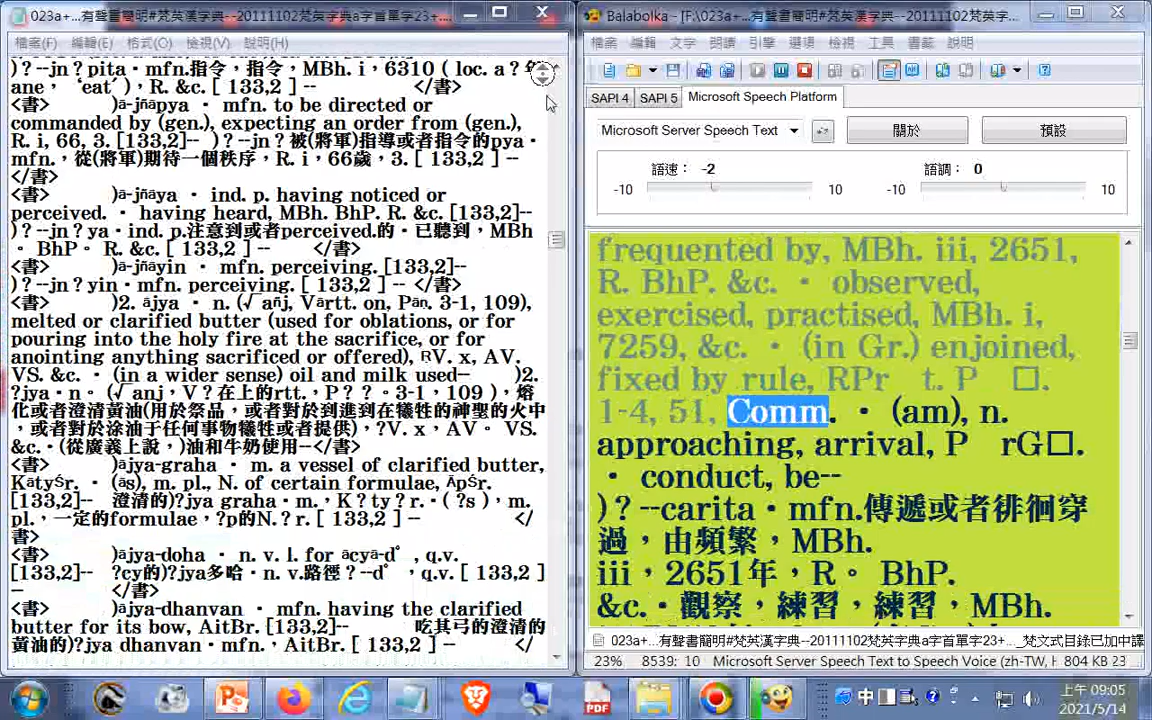 023a+...有聲書簡明#梵英漢字典--20111102梵英字典a字首單字23+...
檔案(F) 編輯(E) 格式(O) 檢視(V) 說明(H)
)?--jn?pita‧mfn.指令,指令,MBh. i,6310 ( loc. a?
ane,‘eat’), R. &c. [ 133,2 ] -- </書>
<書> )ā-jñāpya ‧ mfn. to be directed or
commanded by (gen.), expecting an order from (gen.),
R. i, 66, 3. [133,2]-- )?--jn?被(將軍)指導或者指令的pya‧
mfn.,從(將軍)期待一個秩序,R. i,66歲,3. [ 133,2 ] --
</書>
<書> )ā-jñāya ‧ ind. p. having noticed or
perceived. ‧ having heard, MBh. BhP. R. &c. [133,2]--
)?--jn?ya‧ind. p.注意到或者perceived.的‧已聽到,MBh
。 BhP。 R. &c. [ 133,2 ] -- </書>
<書> )ā-jñāyin ‧ mfn. perceiving. [133,2]--
)?--jn?yin‧mfn. perceiving. [ 133,2 ] -- </書>
<書> )2. ājya ‧ n. (√ añj, Vārtt. on, Pāṇ. 3-1, 109),
melted or clarified butter (used for oblations, or for
pouring into the holy fire at the sacrifice, or for
anointing anything sacrificed or offered), RV. x, AV.
VS. &c. ‧ (in a wider sense) oil and milk used-- )2.
?jya‧n. (√anj,V?在上的rtt.,P??。3-1,109 ),熔
化或者澄清黃油(用於祭品,或者對於到進到在犧牲的神聖的火中
,或者對於涂油于任何事物犧牲或者提供),?V. x,AV。 VS.
&c.‧(從廣義上說,)油和牛奶使用--</書>
<書> )ājya-graha ‧ m. a vessel of clarified butter,
KātyŚr. ‧ (ās), m. pl., N. of certain formulae, ĀpŚr.
[133,2]-- 澄清的)?jya graha‧m.,K?ty?r.‧(?s ),m.
pl.,一定的formulae,?p的N.?r. [ 133,2 ] -- </
書>
<書> )ājya-doha ‧ n. v. l. for ācyā-d°, q.v.
[133,2]-- ?cy的)?jya多哈‧n. v.路徑?--d°,q.v. [ 133,2 ]
-- </書>
<書> )ājya-dhanvan ‧ mfn. having the clarified
butter for its bow, AitBr. [133,2]-- 吃其弓的澄清的
黃油的)?jya dhanvan‧mfn.,AitBr. [ 133,2 ] -- </
Balabolka - [F:\023a+...有聲書簡明#梵英漢字典--20111102梵英字...
檔案 編輯 文字 朗讀 引擎 選項 檢視 工具 書籤 說明
SAPI 4 SAPI 5 Microsoft Speech Platform
Microsoft Server Speech Text 關於 預設
語速: -2 語調: 0
-10 10 -10 10
frequented by, MBh. iii, 2651,
R. BhP. &c. ‧ observed,
exercised, practised, MBh. i,
7259, &c. ‧ (in Gr.) enjoined,
fixed by rule, RPr t. P □.
1-4, 51, Comm. ‧ (am), n.
approaching, arrival, P rG□.
‧ conduct, be--
)?--carita‧mfn.傳遞或者徘徊穿
過,由頻繁,MBh.
iii,2651年,R。 BhP.
&c.‧觀察,練習,練習,MBh.
023a+...有聲書簡明#梵英漢字典--20111102梵英字典a字首單字23+..._梵文式目錄已加中譯
23% 8539: 10 Microsoft Server Speech Text to Speech Voice (zh-TW, 804 KB 23
中
上午 09:05
2021/5/14